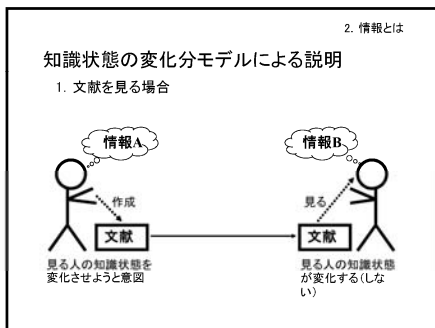 2. 情報とは
知識状態の変化分モデルによる説明
1. 文献を見る場合
情報A
情報B
作成
見る
文献
文献
見る人の知識状態を
変化させようと意図
見る人の知識状態
が変化する(しな
い)